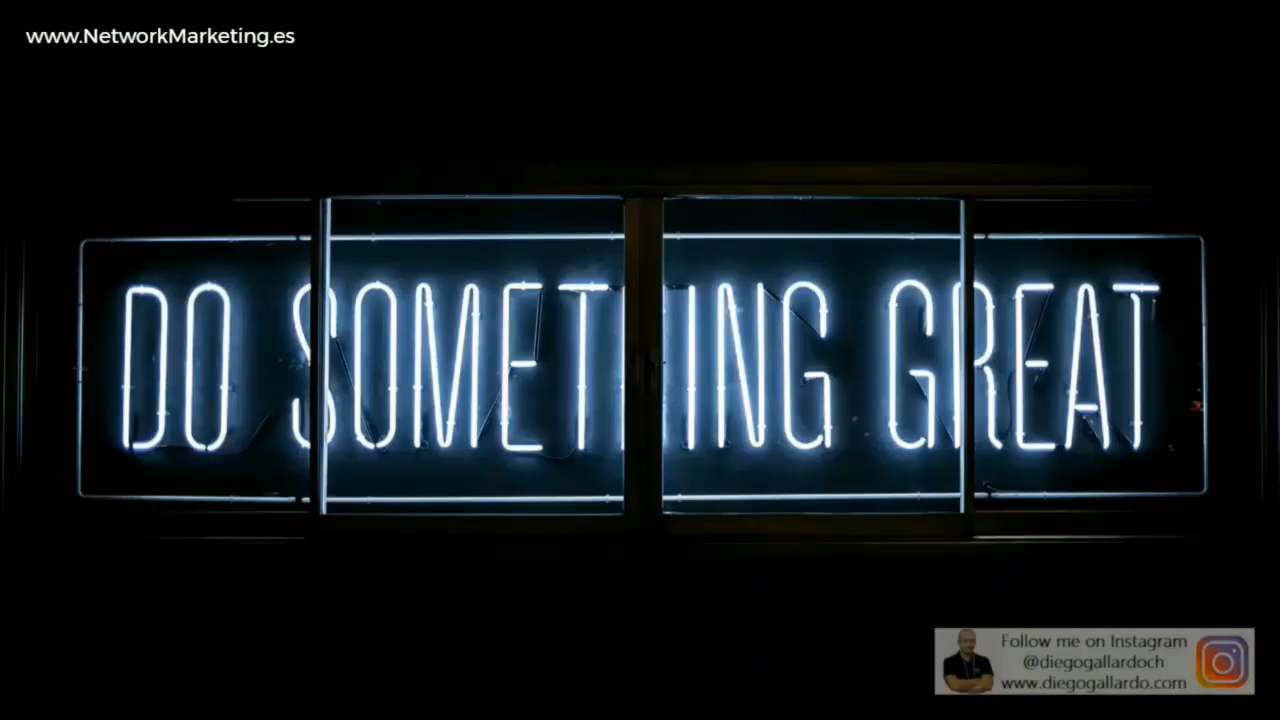 www.NetworkMarketing.es
DO SOMETHING GREAT
Follow me on Instagram
@diegogallardoch
www.diegogallardo.com